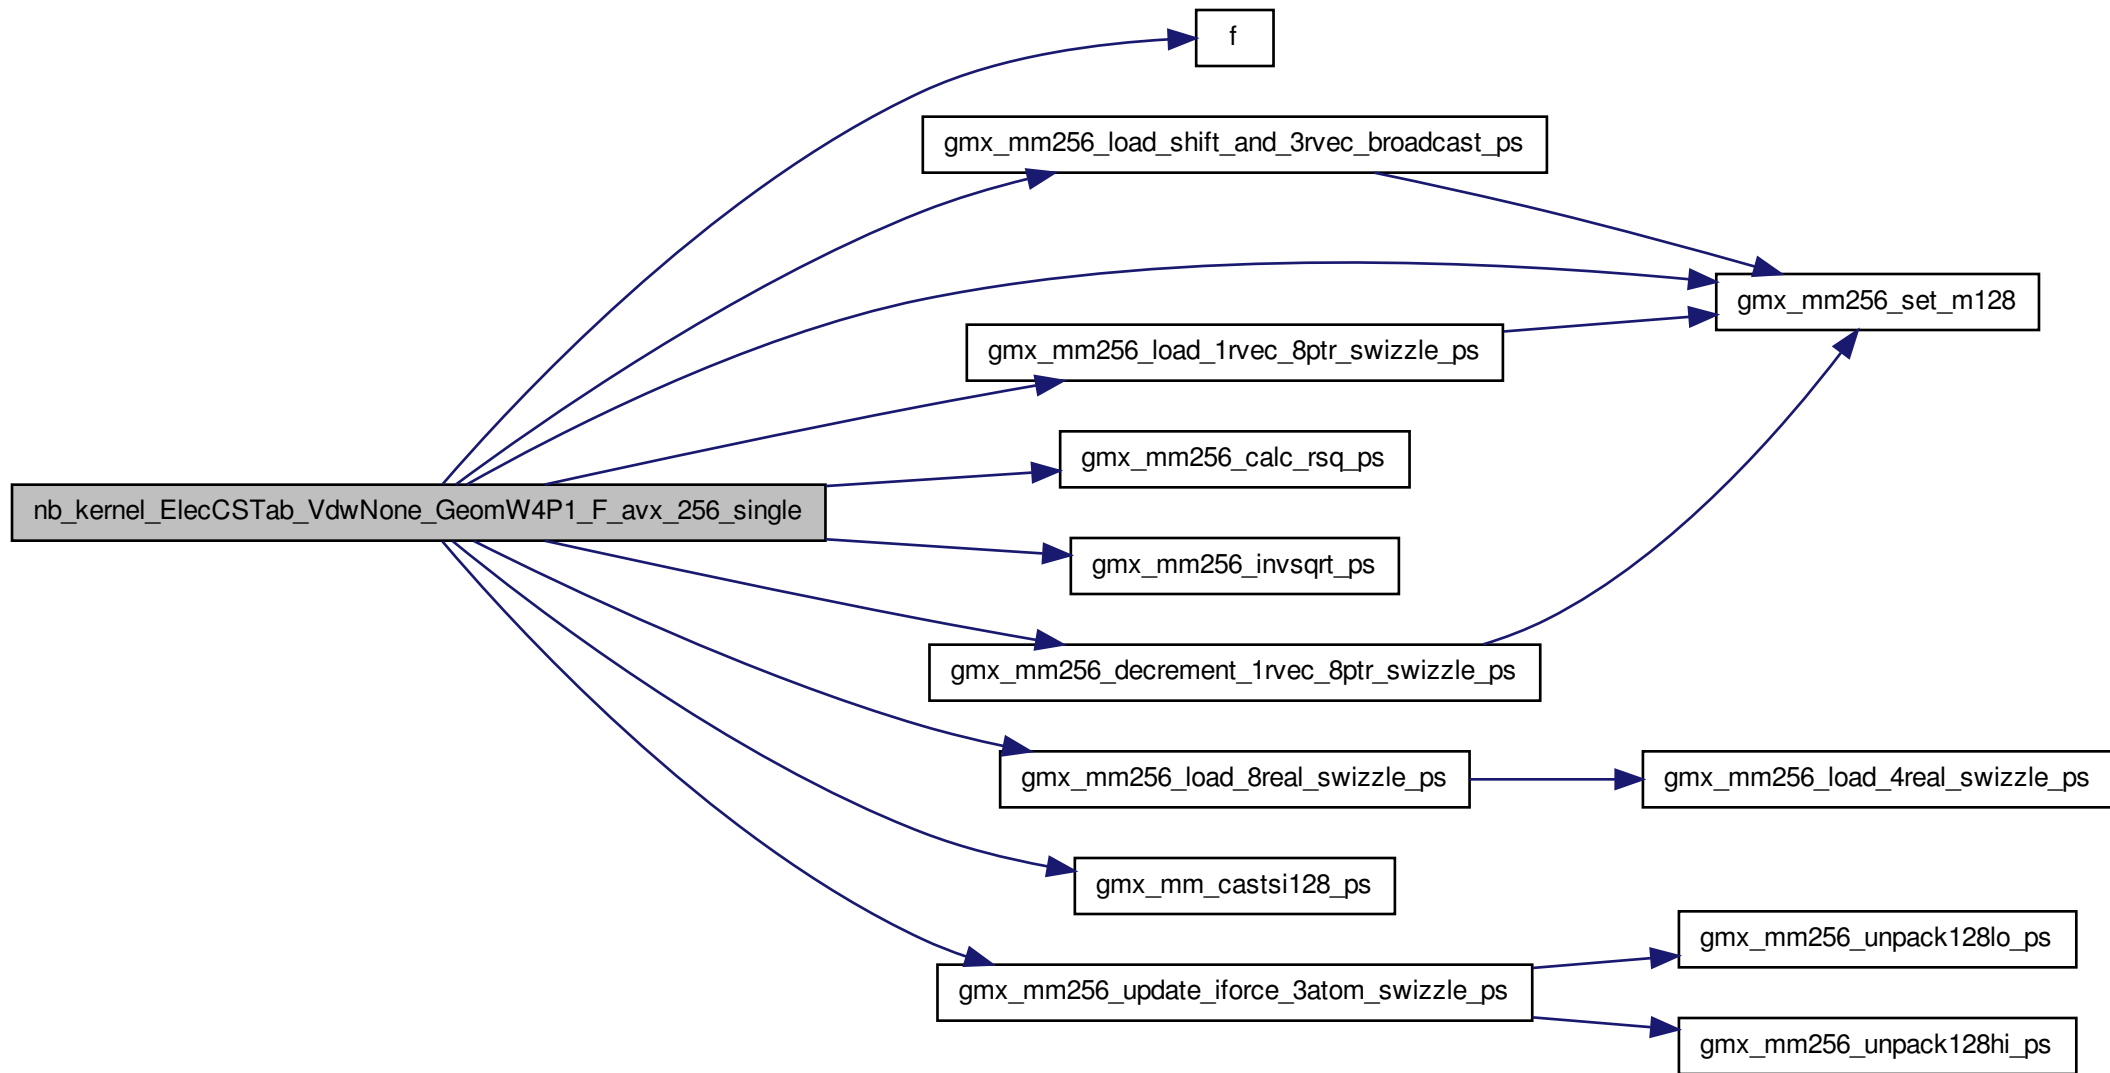 f
gmx_mm256_load_shift_and_3rvec_broadcast_ps
gmx_mm256_set_m128
gmx_mm256_load_1rvec_8ptr_swizzle_ps
gmx_mm256_calc_rsq_ps
nb_kernel_ElecCSTab_VdwNone_GeomW4P1_F_avx_256_single
gmx_mm256_invsqrt_ps
gmx_mm256_decrement_1rvec_8ptr_swizzle_ps
gmx_mm256_load_8real_swizzle_ps
gmx_mm256_load_4real_swizzle_ps
gmx_mm_castsi128_ps
gmx_mm256_unpack128lo_ps
gmx_mm256_update_iforce_3atom_swizzle_ps
gmx_mm256_unpack128hi_ps